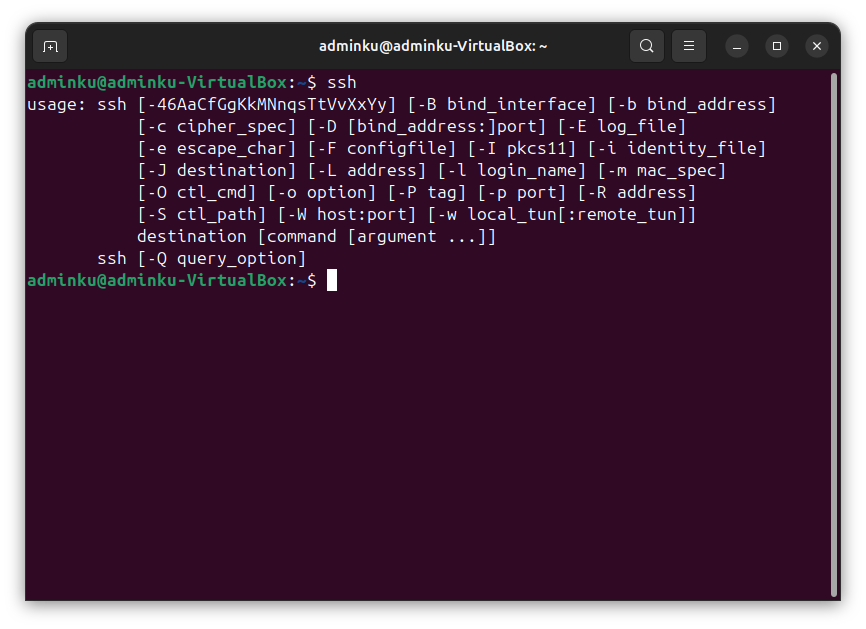 adminku@adminku-VirtualBox: ~
adminku@adminku-VirtualBox:~$ ssh
usage: ssh [-46AaCfGgKkMNnqsTtVvXxYy] [-B bind_interface] [-b bind_address]
           [-c cipher_spec] [-D [bind_address:]port] [-E log_file]
           [-e escape_char] [-F configfile] [-I pkcs11] [-i identity_file]
           [-J destination] [-L address] [-l login_name] [-m mac_spec]
           [-O ctl_cmd] [-o option] [-P tag] [-p port] [-R address]
           [-S ctl_path] [-W host:port] [-w local_tun[:remote_tun]]
           destination [command [argument ...]]
       ssh [-Q query_option]
adminku@adminku-VirtualBox:~$